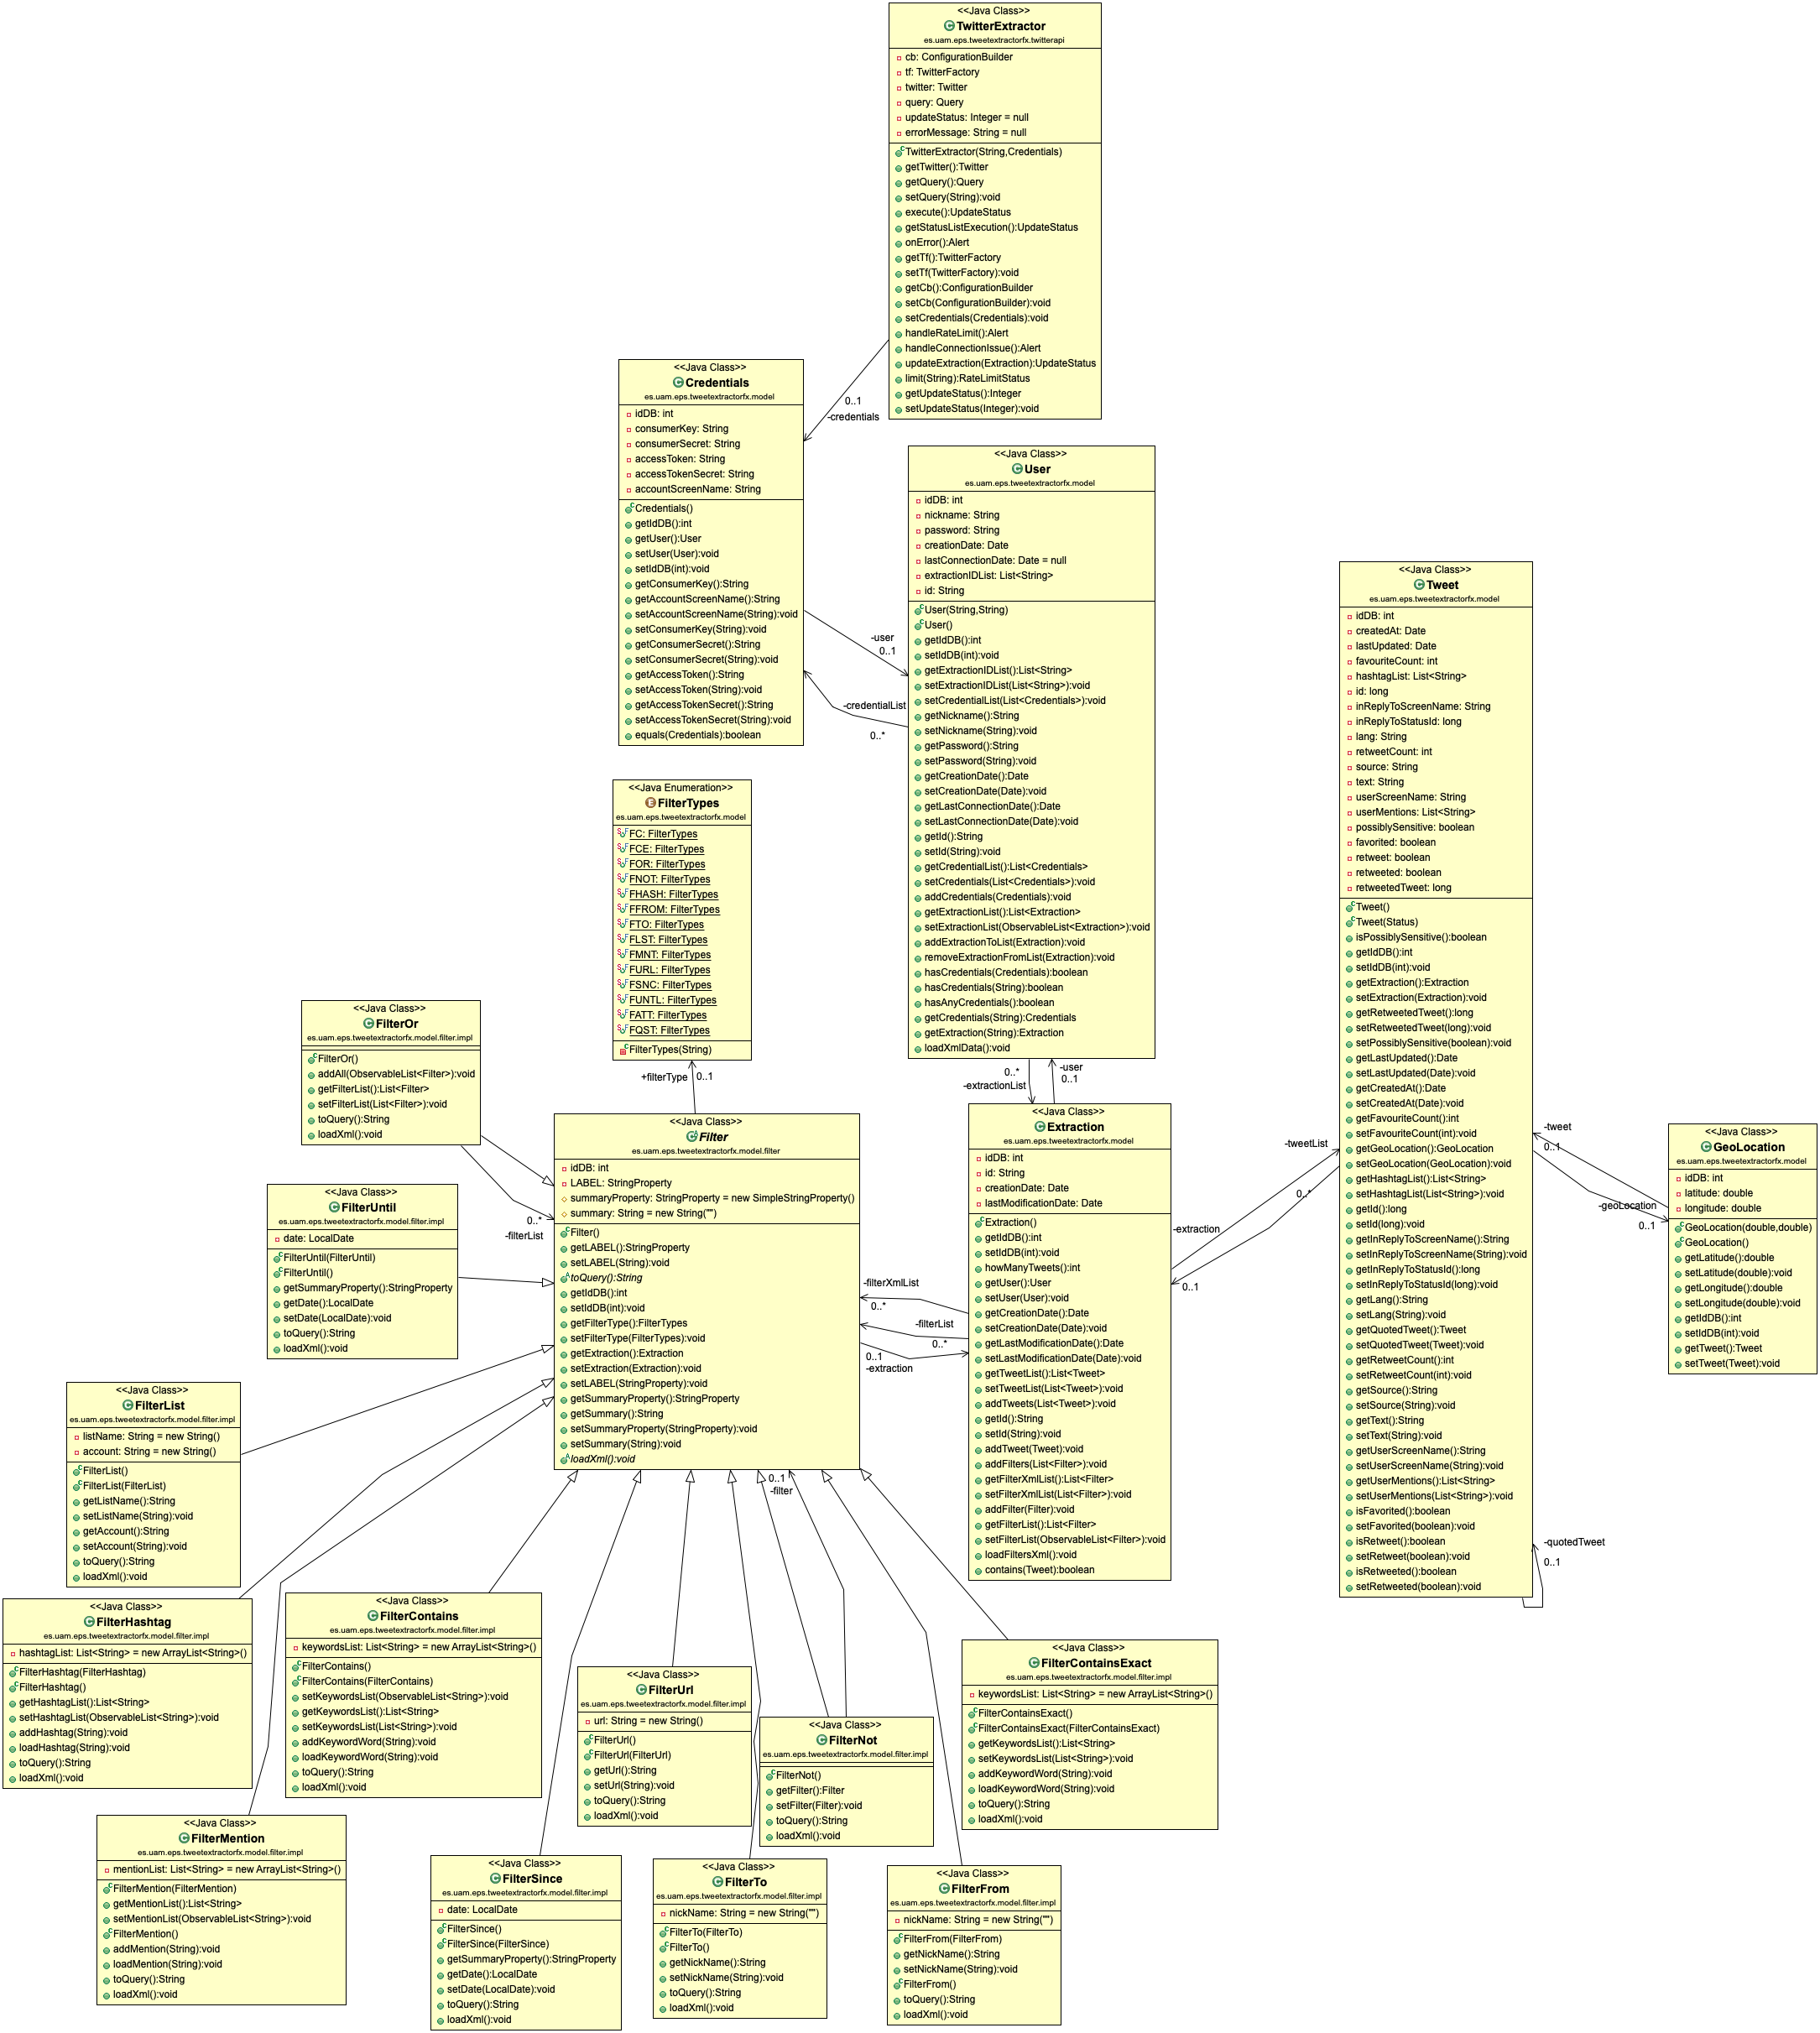 <<Java Class>>
TwitterExtractor
es.uam.eps.tweetextractorfx.twitterapi
cb: ConfigurationBuilder
tf: TwitterFactory
twitter: Twitter
query: Query
updateStatus: Integer = null
errorMessage: String = null
TwitterExtractor(String,Credentials)
getTwitter():Twitter
getQuery():Query
setQuery(String):void
execute():UpdateStatus
getStatusListExecution():UpdateStatus
onError():Alert
getTf():TwitterFactory
setTf(TwitterFactory):void
getCb():ConfigurationBuilder
setCb(ConfigurationBuilder):void
setCredentials(Credentials):void
handleRateLimit():Alert
handleConnectionIssue():Alert
updateExtraction(Extraction):UpdateStatus
limit(String):RateLimitStatus
getUpdateStatus():Integer
setUpdateStatus(Integer):void
0..1
-credentials
<<Java Class>>
Credentials
es.uam.eps.tweetextractorfx.model
idDB: int
consumerKey: String
consumerSecret: String
accessToken: String
accessTokenSecret: String
accountScreenName: String
Credentials()
getIdDB():int
getUser():User
setUser(User):void
setIdDB(int):void
getConsumerKey():String
getAccountScreenName():String
setAccountScreenName(String):void
setConsumerKey(String):void
getConsumerSecret():String
setConsumerSecret(String):void
getAccessToken():String
setAccessToken(String):void
getAccessTokenSecret():String
setAccessTokenSecret(String):void
equals(Credentials):boolean
-user
0..1
-credentialList
0..*
<<Java Class>>
User
es.uam.eps.tweetextractorfx.model
idDB: int
nickname: String
password: String
creationDate: Date
lastConnectionDate: Date = null
extractionIDList: List<String>
id: String
User(String,String)
User()
getIdDB():int
setIdDB(int):void
getExtractionIDList():List<String>
setExtractionIDList(List<String>):void
setCredentialList(List<Credentials>):void
getNickname():String
setNickname(String):void
getPassword():String
setPassword(String):void
getCreationDate():Date
setCreationDate(Date):void
getLastConnectionDate():Date
setLastConnectionDate(Date):void
getId():String
setId(String):void
getCredentialList():List<Credentials>
setCredentials(List<Credentials>):void
addCredentials(Credentials):void
getExtractionList():List<Extraction>
setExtractionList(ObservableList<Extraction>):void
addExtractionToList(Extraction):void
removeExtractionFromList(Extraction):void
hasCredentials(Credentials):boolean
hasCredentials(String):boolean
hasAnyCredentials():boolean
getCredentials(String):Credentials
getExtraction(String):Extraction
loadXmlData():void
0..*
-extractionList
-user
0..1
<<Java Class>>
Tweet
es.uam.eps.tweetextractorfx.model
idDB: int
createdAt: Date
lastUpdated: Date
favouriteCount: int
hashtagList: List<String>
id: long
inReplyToScreenName: String
inReplyToStatusId: long
lang: String
retweetCount: int
source: String
text: String
userScreenName: String
userMentions: List<String>
possiblySensitive: boolean
favorited: boolean
retweet: boolean
retweeted: boolean
retweetedTweet: long
Tweet()
Tweet(Status)
isPossiblySensitive():boolean
getIdDB():int
setIdDB(int):void
getExtraction():Extraction
setExtraction(Extraction):void
getRetweetedTweet():long
setRetweetedTweet(long):void
setPossiblySensitive(boolean):void
getLastUpdated():Date
setLastUpdated(Date):void
getCreatedAt():Date
setCreatedAt(Date):void
getFavouriteCount():int
setFavouriteCount(int):void
getGeoLocation():GeoLocation
setGeoLocation(GeoLocation):void
getHashtagList():List<String>
setHashtagList(List<String>):void
getId():long
setId(long):void
getInReplyToScreenName():String
setInReplyToScreenName(String):void
getInReplyToStatusId():long
setInReplyToStatusId(long):void
getLang():String
setLang(String):void
getQuotedTweet():Tweet
setQuotedTweet(Tweet):void
getRetweetCount():int
setRetweetCount(int):void
getSource():String
setSource(String):void
getText():String
setText(String):void
getUserScreenName():String
setUserScreenName(String):void
getUserMentions():List<String>
setUserMentions(List<String>):void
isFavorited():boolean
setFavorited(boolean):void
isRetweet():boolean
setRetweet(boolean):void
isRetweeted():boolean
setRetweeted(boolean):void
-quotedTweet
0..1
-tweet
0..1
-geoLocation
0..1
<<Java Class>>
GeoLocation
es.uam.eps.tweetextractorfx.model
idDB: int
latitude: double
longitude: double
GeoLocation(double,double)
GeoLocation()
getLatitude():double
setLatitude(double):void
getLongitude():double
setLongitude(double):void
getIdDB():int
setIdDB(int):void
getTweet():Tweet
setTweet(Tweet):void
<<Java Enumeration>>
FilterTypes
es.uam.eps.tweetextractorfx.model
FC: FilterTypes
FCE: FilterTypes
FOR: FilterTypes
FNOT: FilterTypes
FHASH: FilterTypes
FFROM: FilterTypes
FTO: FilterTypes
FLST: FilterTypes
FMNT: FilterTypes
FURL: FilterTypes
FSNC: FilterTypes
FUNTL: FilterTypes
FATT: FilterTypes
FQST: FilterTypes
FilterTypes(String)
+filterType
0..1
<<Java Class>>
FilterOr
es.uam.eps.tweetextractorfx.model.filter.impl
FilterOr()
addAll(ObservableList<Filter>):void
getFilterList():List<Filter>
setFilterList(List<Filter>):void
toQuery():String
loadXml():void
0..*
-filterList
<<Java Class>>
Filter
es.uam.eps.tweetextractorfx.model.filter
idDB: int
LABEL: StringProperty
summaryProperty: StringProperty = new SimpleStringProperty()
summary: String = new String("")
Filter()
getLABEL():StringProperty
setLABEL(String):void
toQuery():String
getIdDB():int
setIdDB(int):void
getFilterType():FilterTypes
setFilterType(FilterTypes):void
getExtraction():Extraction
setExtraction(Extraction):void
setLABEL(StringProperty):void
getSummaryProperty():StringProperty
getSummary():String
setSummaryProperty(StringProperty):void
setSummary(String):void
loadXml():void
-filterXmlList
0..*
-filterList
0..*
0..1
-extraction
<<Java Class>>
Extraction
es.uam.eps.tweetextractorfx.model
idDB: int
id: String
creationDate: Date
lastModificationDate: Date
Extraction()
getIdDB():int
setIdDB(int):void
howManyTweets():int
getUser():User
setUser(User):void
getCreationDate():Date
setCreationDate(Date):void
getLastModificationDate():Date
setLastModificationDate(Date):void
getTweetList():List<Tweet>
setTweetList(List<Tweet>):void
addTweets(List<Tweet>):void
getId():String
setId(String):void
addTweet(Tweet):void
addFilters(List<Filter>):void
getFilterXmlList():List<Filter>
setFilterXmlList(List<Filter>):void
addFilter(Filter):void
getFilterList():List<Filter>
setFilterList(ObservableList<Filter>):void
loadFiltersXml():void
contains(Tweet):boolean
-tweetList
0..*
-extraction
0..1
<<Java Class>>
FilterUntil
es.uam.eps.tweetextractorfx.model.filter.impl
date: LocalDate
FilterUntil(FilterUntil)
FilterUntil()
getSummaryProperty():StringProperty
getDate():LocalDate
setDate(LocalDate):void
toQuery():String
loadXml():void
<<Java Class>>
FilterList
es.uam.eps.tweetextractorfx.model.filter.impl
listName: String = new String()
account: String = new String()
FilterList()
FilterList(FilterList)
getListName():String
setListName(String):void
getAccount():String
setAccount(String):void
toQuery():String
loadXml():void
0..1
-filter
<<Java Class>>
FilterHashtag
es.uam.eps.tweetextractorfx.model.filter.impl
hashtagList: List<String> = new ArrayList<String>()
FilterHashtag(FilterHashtag)
FilterHashtag()
getHashtagList():List<String>
setHashtagList(ObservableList<String>):void
addHashtag(String):void
loadHashtag(String):void
toQuery():String
loadXml():void
<<Java Class>>
FilterContains
es.uam.eps.tweetextractorfx.model.filter.impl
keywordsList: List<String> = new ArrayList<String>()
FilterContains()
FilterContains(FilterContains)
setKeywordsList(ObservableList<String>):void
getKeywordsList():List<String>
setKeywordsList(List<String>):void
addKeywordWord(String):void
loadKeywordWord(String):void
toQuery():String
loadXml():void
<<Java Class>>
FilterUrl
es.uam.eps.tweetextractorfx.model.filter.impl
url: String = new String()
FilterUrl()
FilterUrl(FilterUrl)
getUrl():String
setUrl(String):void
toQuery():String
loadXml():void
<<Java Class>>
FilterNot
es.uam.eps.tweetextractorfx.model.filter.impl
FilterNot()
getFilter():Filter
setFilter(Filter):void
toQuery():String
loadXml():void
<<Java Class>>
FilterContainsExact
es.uam.eps.tweetextractorfx.model.filter.impl
keywordsList: List<String> = new ArrayList<String>()
FilterContainsExact()
FilterContainsExact(FilterContainsExact)
getKeywordsList():List<String>
setKeywordsList(List<String>):void
addKeywordWord(String):void
loadKeywordWord(String):void
toQuery():String
loadXml():void
<<Java Class>>
FilterMention
es.uam.eps.tweetextractorfx.model.filter.impl
mentionList: List<String> = new ArrayList<String>()
FilterMention(FilterMention)
getMentionList():List<String>
setMentionList(ObservableList<String>):void
FilterMention()
addMention(String):void
loadMention(String):void
toQuery():String
loadXml():void
<<Java Class>>
FilterSince
es.uam.eps.tweetextractorfx.model.filter.impl
date: LocalDate
FilterSince()
FilterSince(FilterSince)
getSummaryProperty():StringProperty
getDate():LocalDate
setDate(LocalDate):void
toQuery():String
loadXml():void
<<Java Class>>
FilterTo
es.uam.eps.tweetextractorfx.model.filter.impl
nickName: String = new String("")
FilterTo(FilterTo)
FilterTo()
getNickName():String
setNickName(String):void
toQuery():String
loadXml():void
<<Java Class>>
FilterFrom
es.uam.eps.tweetextractorfx.model.filter.impl
nickName: String = new String("")
FilterFrom(FilterFrom)
getNickName():String
setNickName(String):void
FilterFrom()
toQuery():String
loadXml():void